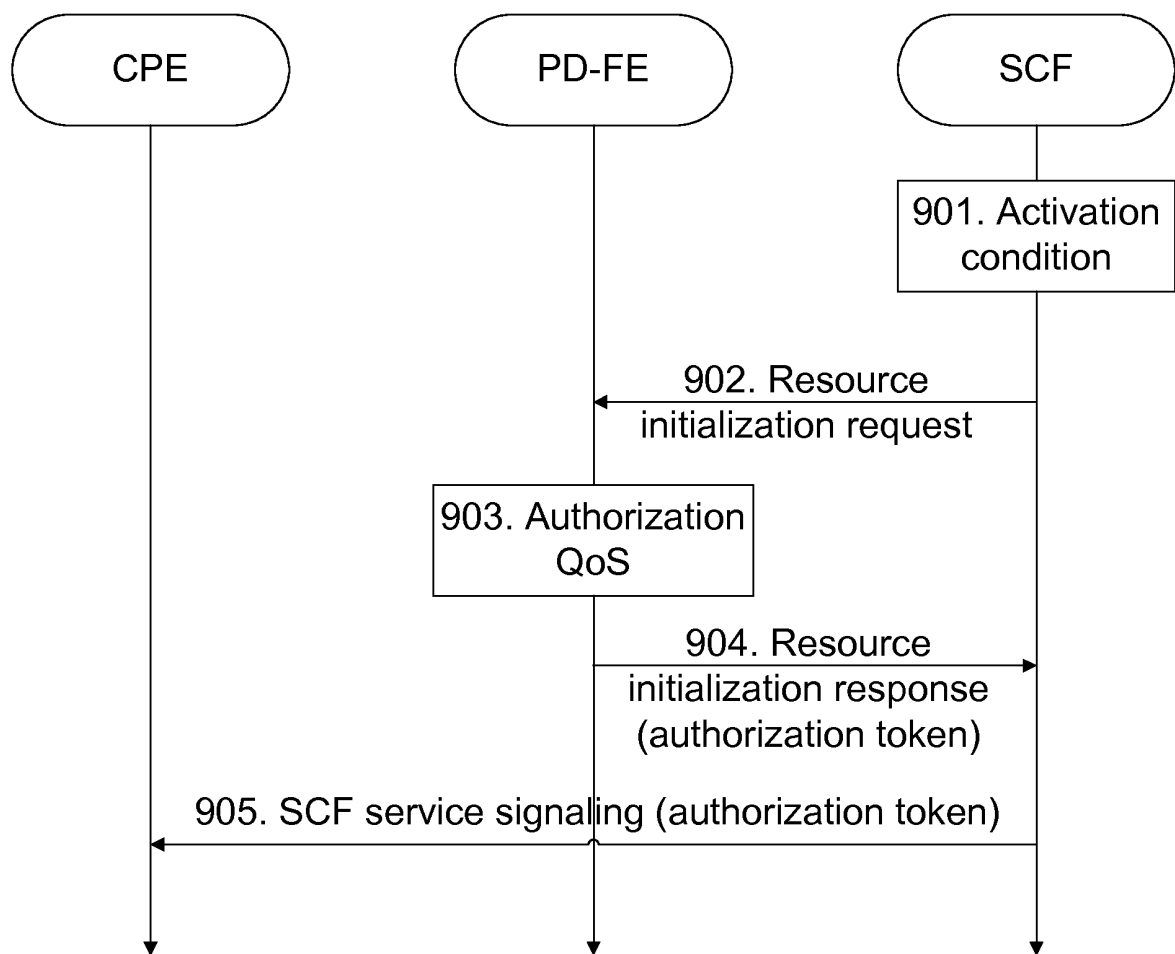 CPE
PD-FE
SCF
901. Activation
condition
902. Resource
initialization request
903. Authorization
QoS
904. Resource
initialization response
(authorization token)
905. SCF service signaling (authorization token)